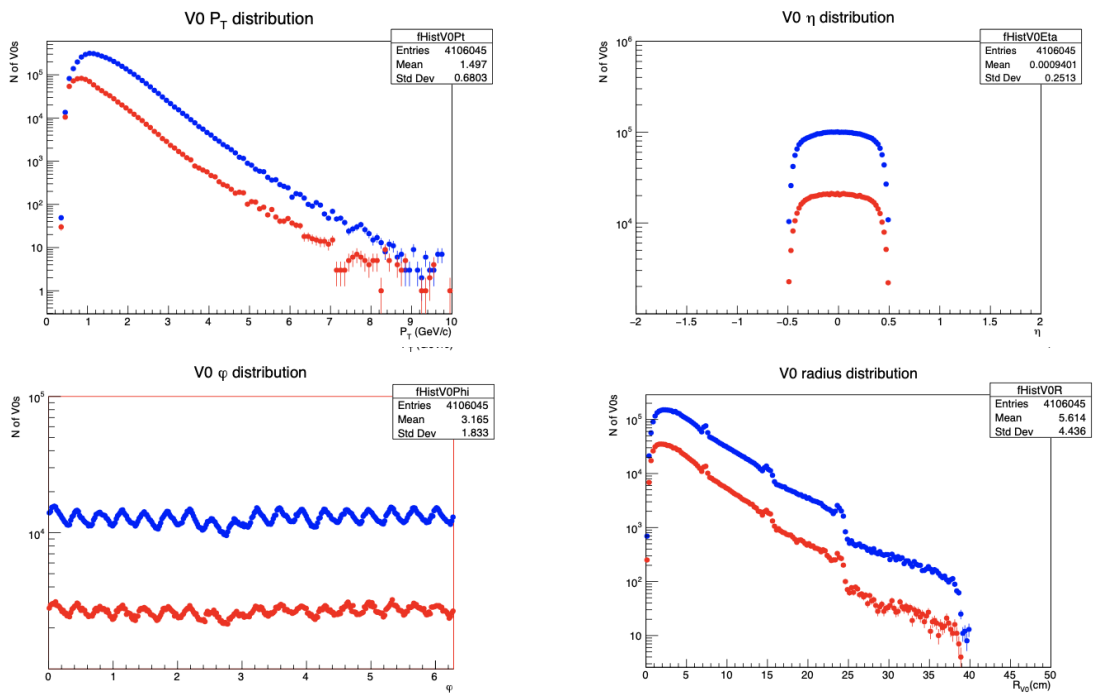 V0 P_T distribution
fHistV0Pt
Entries 4106045
Mean 1.497
Std Dev 0.6803
N of V0s
10^5
10^4
10^3
10^2
10
1
0 1 2 3 4 5 6 7 8 9 10
P_T (GeV/c)
V0 η distribution
fHistV0Eta
Entries 4106045
Mean 0.0009401
Std Dev 0.2513
N of V0s
10^6
10^5
10^4
−2 −1.5 −1 −0.5 0 0.5 1 1.5 2
η
V0 φ distribution
fHistV0Phi
Entries 4106045
Mean 3.165
Std Dev 1.833
N of V0s
10^5
10^4
0 1 2 3 4 5 6
φ
V0 radius distribution
fHistV0R
Entries 4106045
Mean 5.614
Std Dev 4.436
N of V0s
10^5
10^4
10^3
10^2
10
0 5 10 15 20 25 30 35 40 45 50
R_V0(cm)